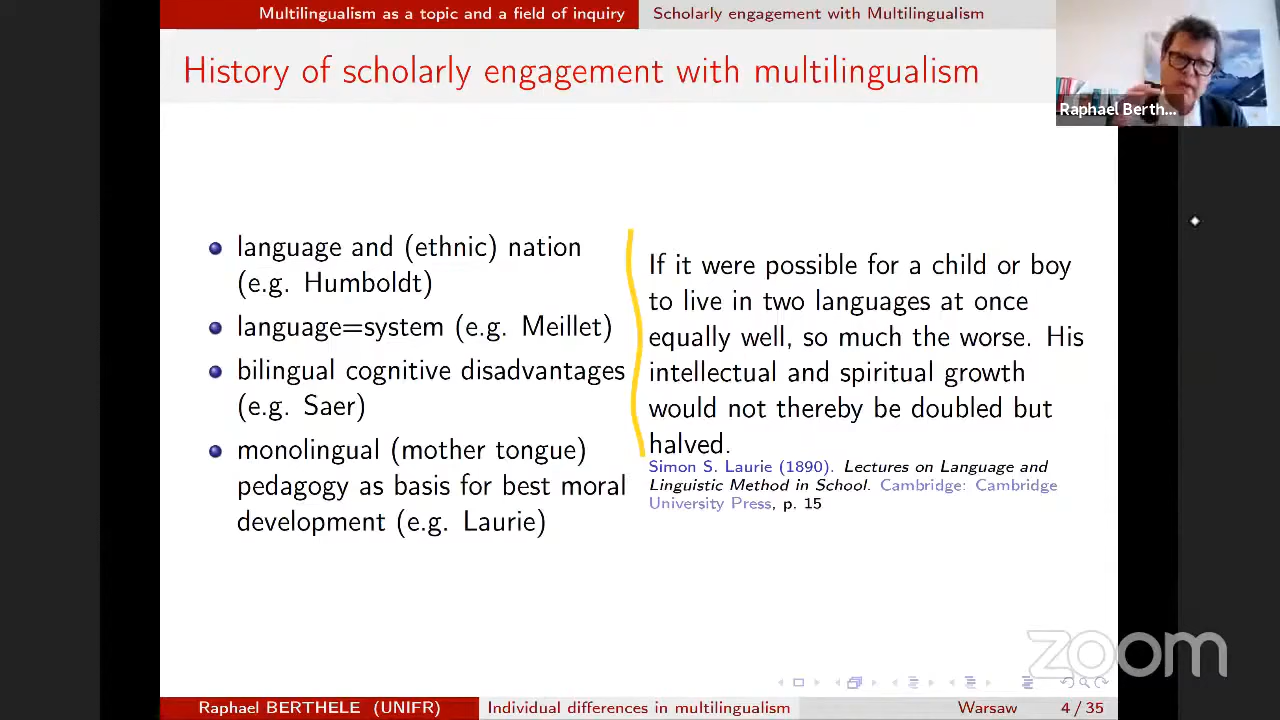 Multilingualism as a topic and a field of inquiry
Scholarly engagement with Multilingualism
History of scholarly engagement with multilingualism
Raphael Berth...
language and (ethnic) nation
(e.g. Humboldt)
language=system (e.g. Meillet)
bilingual cognitive disadvantages
(e.g. Saer)
monolingual (mother tongue)
pedagogy as basis for best moral
development (e.g. Laurie)
If it were possible for a child or boy
to live in two languages at once
equally well, so much the worse. His
intellectual and spiritual growth
would not thereby be doubled but
halved.
Simon S. Laurie (1890). Lectures on Language and
Linguistic Method in School. Cambridge: Cambridge
University Press, p. 15
zoom
Raphael BERTHELE (UNIFR)
Individual differences in multilingualism
Warsaw
4 / 35